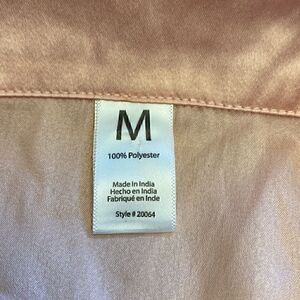 M
100% Polyester
Made in India
Hecho en India
Fabriqué en Inde
Style # 20064